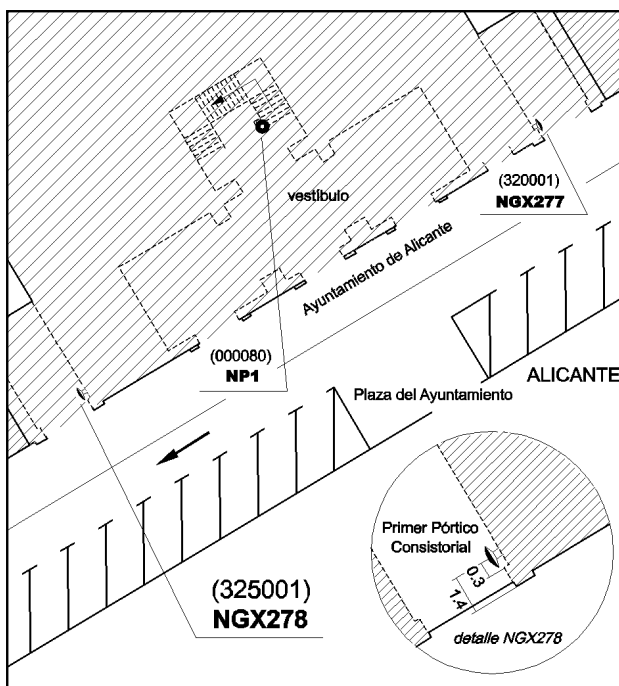 (320001)
NGX277
vestíbulo
Ayuntamiento de Alicante
(000080)
NP1
ALICANTE
Plaza del Ayuntamiento
Primer Pórtico
Consistorial
0.3
1.4
detalle NGX278
(325001)
NGX278